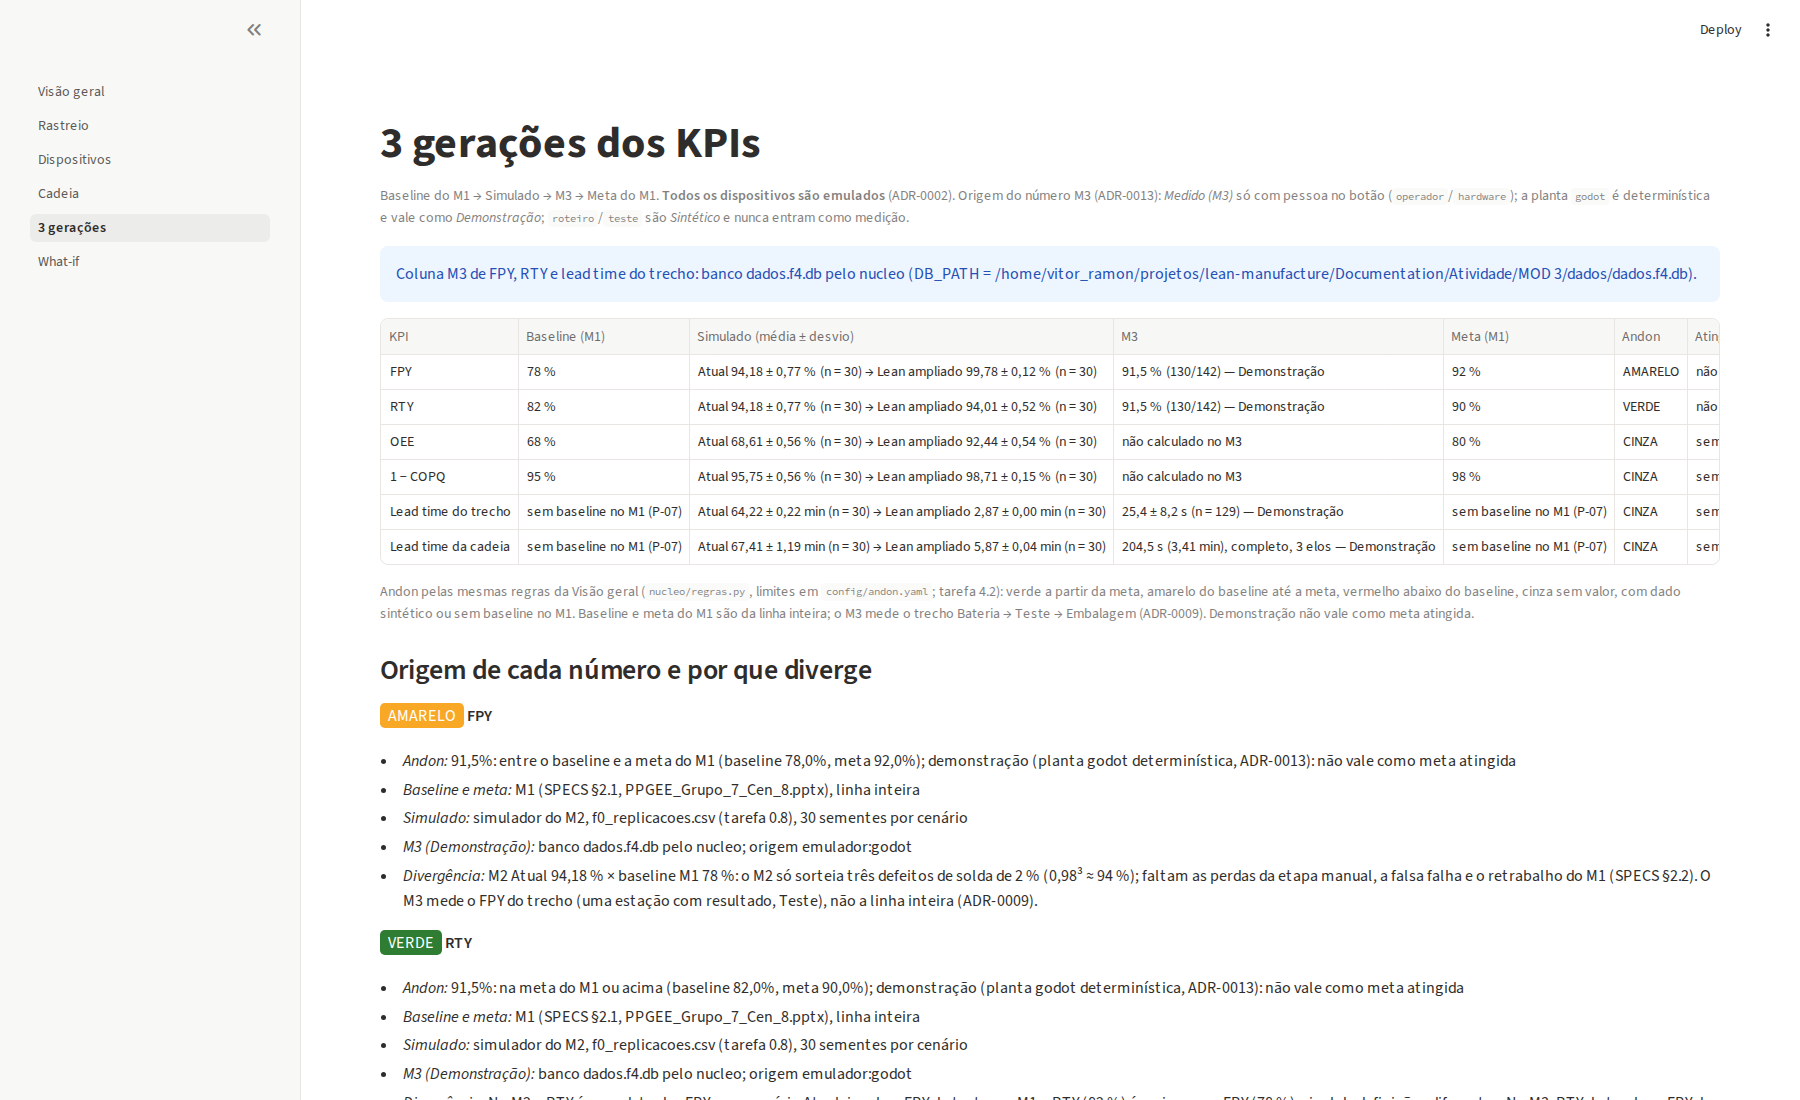 Deploy
Visão geral
Rastreio
Dispositivos
Cadeia
3 gerações
What-if
3 gerações dos KPIs
Baseline do M1 → Simulado → M3 → Meta do M1. Todos os dispositivos são emulados (ADR-0002). Origem do número M3 (ADR-0013): Medido (M3) só com pessoa no botão ( operador / hardware ); a planta godot é determinística
e vale como Demonstração; roteiro / teste são Sintético e nunca entram como medição.
Coluna M3 de FPY, RTY e lead time do trecho: banco dados.f4.db pelo nucleo (DB_PATH = /home/vitor_ramon/projetos/lean-manufacture/Documentation/Atividade/MOD 3/dados/dados.f4.db).
KPI Baseline (M1) Simulado (média ± desvio) M3 Meta (M1) Andon Ating
FPY 78 % Atual 94,18 ± 0,77 % (n = 30) → Lean ampliado 99,78 ± 0,12 % (n = 30) 91,5 % (130/142) — Demonstração 92 % AMARELO não
RTY 82 % Atual 94,18 ± 0,77 % (n = 30) → Lean ampliado 94,01 ± 0,52 % (n = 30) 91,5 % (130/142) — Demonstração 90 % VERDE não
OEE 68 % Atual 68,61 ± 0,56 % (n = 30) → Lean ampliado 92,44 ± 0,54 % (n = 30) não calculado no M3 80 % CINZA sem
1 − COPQ 95 % Atual 95,75 ± 0,56 % (n = 30) → Lean ampliado 98,71 ± 0,15 % (n = 30) não calculado no M3 98 % CINZA sem
Lead time do trecho sem baseline no M1 (P-07) Atual 64,22 ± 0,22 min (n = 30) → Lean ampliado 2,87 ± 0,00 min (n = 30) 25,4 ± 8,2 s (n = 129) — Demonstração sem baseline no M1 (P-07) CINZA sem
Lead time da cadeia sem baseline no M1 (P-07) Atual 67,41 ± 1,19 min (n = 30) → Lean ampliado 5,87 ± 0,04 min (n = 30) 204,5 s (3,41 min), completo, 3 elos — Demonstração sem baseline no M1 (P-07) CINZA sem
Andon pelas mesmas regras da Visão geral ( nucleo/regras.py , limites em config/andon.yaml ; tarefa 4.2): verde a partir da meta, amarelo do baseline até a meta, vermelho abaixo do baseline, cinza sem valor, com dado
sintético ou sem baseline no M1. Baseline e meta do M1 são da linha inteira; o M3 mede o trecho Bateria → Teste → Embalagem (ADR-0009). Demonstração não vale como meta atingida.
Origem de cada número e por que diverge
AMARELO FPY
• Andon: 91,5%: entre o baseline e a meta do M1 (baseline 78,0%, meta 92,0%); demonstração (planta godot determinística, ADR-0013): não vale como meta atingida
• Baseline e meta: M1 (SPECS §2.1, PPGEE_Grupo_7_Cen_8.pptx), linha inteira
• Simulado: simulador do M2, f0_replicacoes.csv (tarefa 0.8), 30 sementes por cenário
• M3 (Demonstração): banco dados.f4.db pelo nucleo; origem emulador:godot
• Divergência: M2 Atual 94,18 % × baseline M1 78 %: o M2 só sorteia três defeitos de solda de 2 % (0,98³ ≈ 94 %); faltam as perdas da etapa manual, a falsa falha e o retrabalho do M1 (SPECS §2.2). O
M3 mede o FPY do trecho (uma estação com resultado, Teste), não a linha inteira (ADR-0009).
VERDE RTY
• Andon: 91,5%: na meta do M1 ou acima (baseline 82,0%, meta 90,0%); demonstração (planta godot determinística, ADR-0013): não vale como meta atingida
• Baseline e meta: M1 (SPECS §2.1, PPGEE_Grupo_7_Cen_8.pptx), linha inteira
• Simulado: simulador do M2, f0_replicacoes.csv (tarefa 0.8), 30 sementes por cenário
• M3 (Demonstração): banco dados.f4.db pelo nucleo; origem emulador:godot